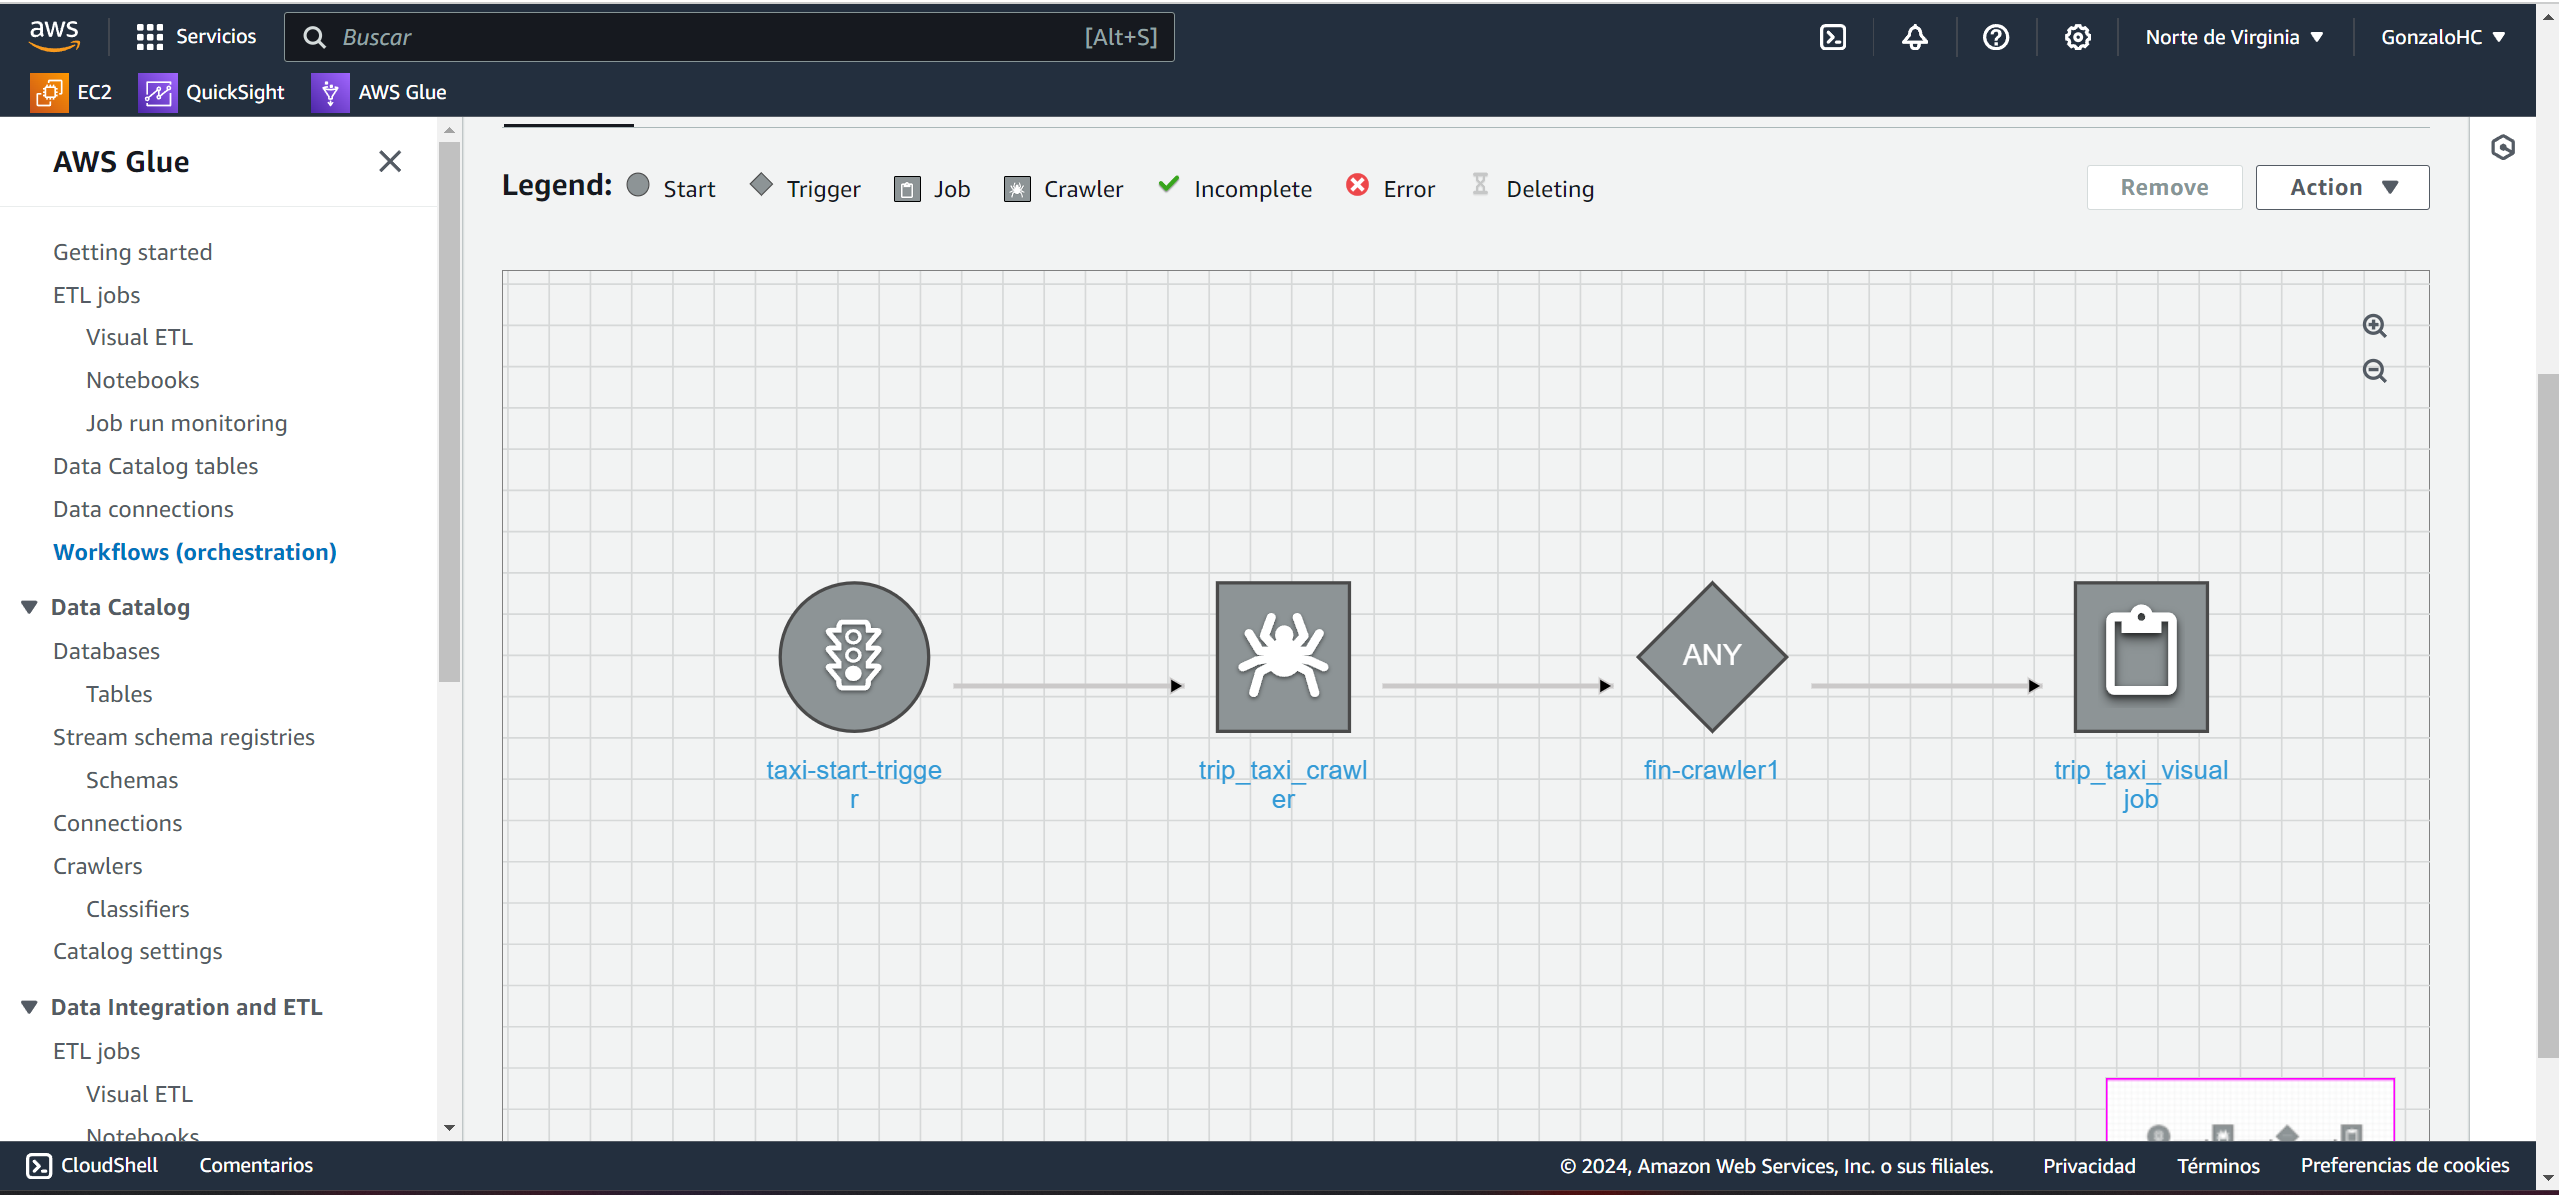 aws
Servicios
Buscar
[Alt+S]
Norte de Virginia
GonzaloHC
EC2
QuickSight
AWS Glue
AWS Glue
Getting started
ETL jobs
Visual ETL
Notebooks
Job run monitoring
Data Catalog tables
Data connections
Workflows (orchestration)
Data Catalog
Databases
Tables
Stream schema registries
Schemas
Connections
Crawlers
Classifiers
Catalog settings
Data Integration and ETL
ETL jobs
Visual ETL
Notebooks
Legend: Start Trigger Job Crawler Incomplete Error Deleting
Remove
Action
ANY
taxi-start-trigge
r
trip_taxi_crawl
er
fin-crawler1
trip_taxi_visual
job
CloudShell
Comentarios
© 2024, Amazon Web Services, Inc. o sus filiales.
Privacidad
Términos
Preferencias de cookies